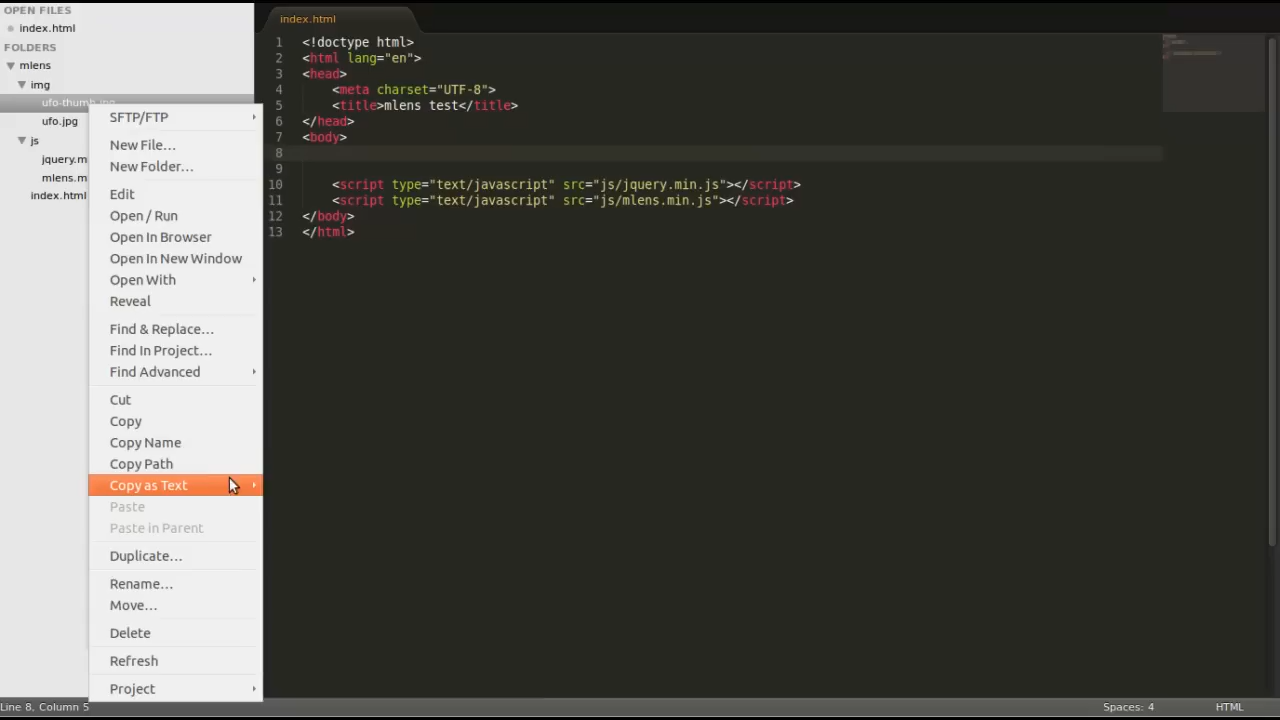 OPEN FILES
index.html
FOLDERS
mlens
img
ufo-thumb.jpg
ufo.jpg
js
jquery.m
mlens.m
index.html
SFTP/FTP
New File...
New Folder...
Edit
Open / Run
Open In Browser
Open In New Window
Open With
Reveal
Find & Replace...
Find In Project...
Find Advanced
Cut
Copy
Copy Name
Copy Path
Copy as Text
Paste
Paste in Parent
Duplicate...
Rename...
Move...
Delete
Refresh
Project
index.html
1 <!doctype html>
2 <html lang="en">
3 <head>
4 <meta charset="UTF-8">
5 <title>mlens test</title>
6 </head>
7 <body>
8
9
10 <script type="text/javascript" src="js/jquery.min.js"></script>
11 <script type="text/javascript" src="js/mlens.min.js"></script>
12 </body>
13 </html>
Line 8, Column 5
Spaces: 4
HTML